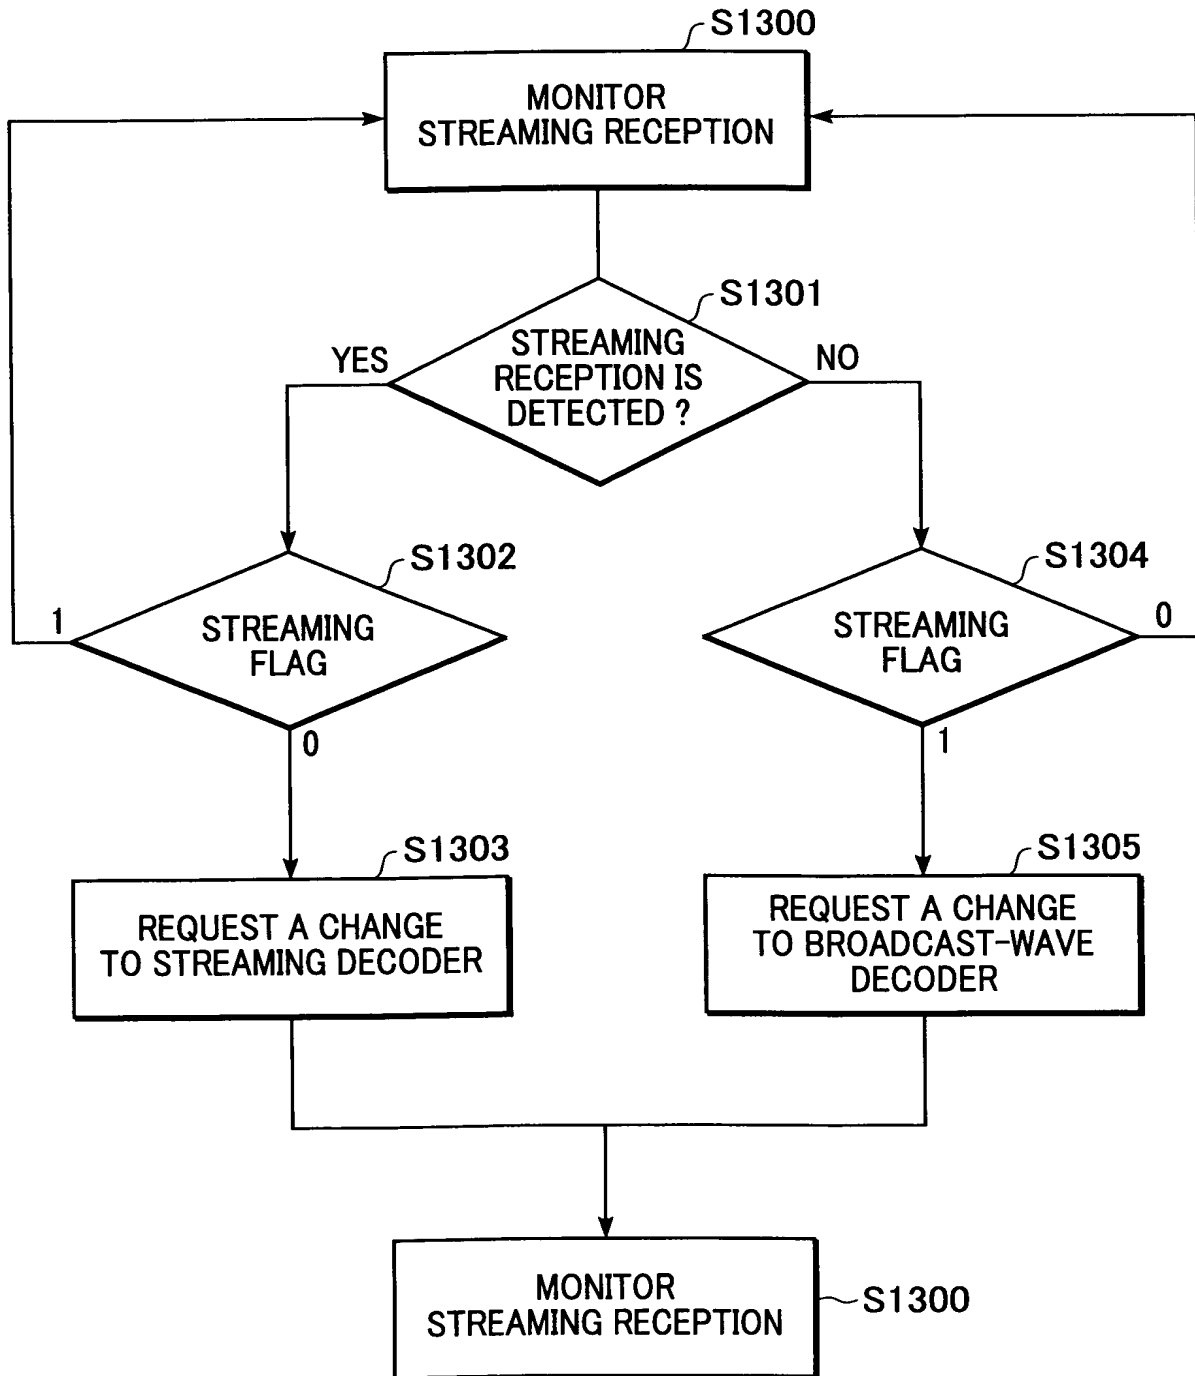 S1300
MONITOR
STREAMING RECEPTION
S1301
STREAMING
RECEPTION IS
DETECTED ?
YES
NO
S1302
STREAMING
FLAG
1
0
S1304
STREAMING
FLAG
0
1
S1303
REQUEST A CHANGE
TO STREAMING DECODER
S1305
REQUEST A CHANGE
TO BROADCAST-WAVE
DECODER
MONITOR
STREAMING RECEPTION
S1300